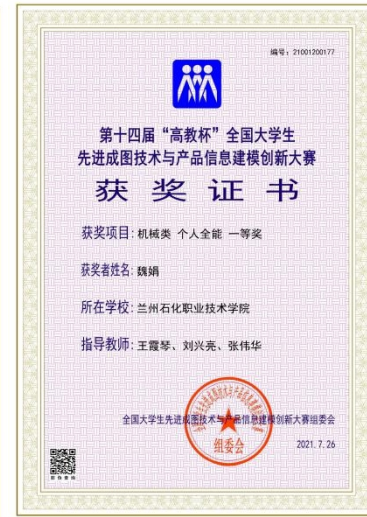 编号：21001200177
第十四届“高教杯”全国大学生
先进成图技术与产品信息建模创新大赛
获奖证书
获奖项目：机械类 个人全能 一等奖
获奖者姓名：魏娟
所在学校：兰州石化职业技术学院
指导教师：王霞琴、刘兴亮、张伟华
全国大学生先进成图技术与产品信息建模创新大赛组委会
组委会
2021.7.26